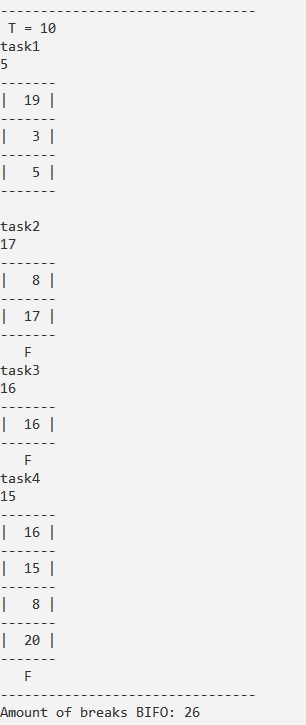 --------------------------------
 T = 10
task1
5
-------
|  19 |
-------
|   3 |
-------
|   5 |
-------

task2
17
-------
|   8 |
-------
|  17 |
-------
   F
task3
16
-------
|  16 |
-------
   F
task4
15
-------
|  16 |
-------
|  15 |
-------
|   8 |
-------
|  20 |
-------
   F
--------------------------------
Amount of breaks BIFO: 26